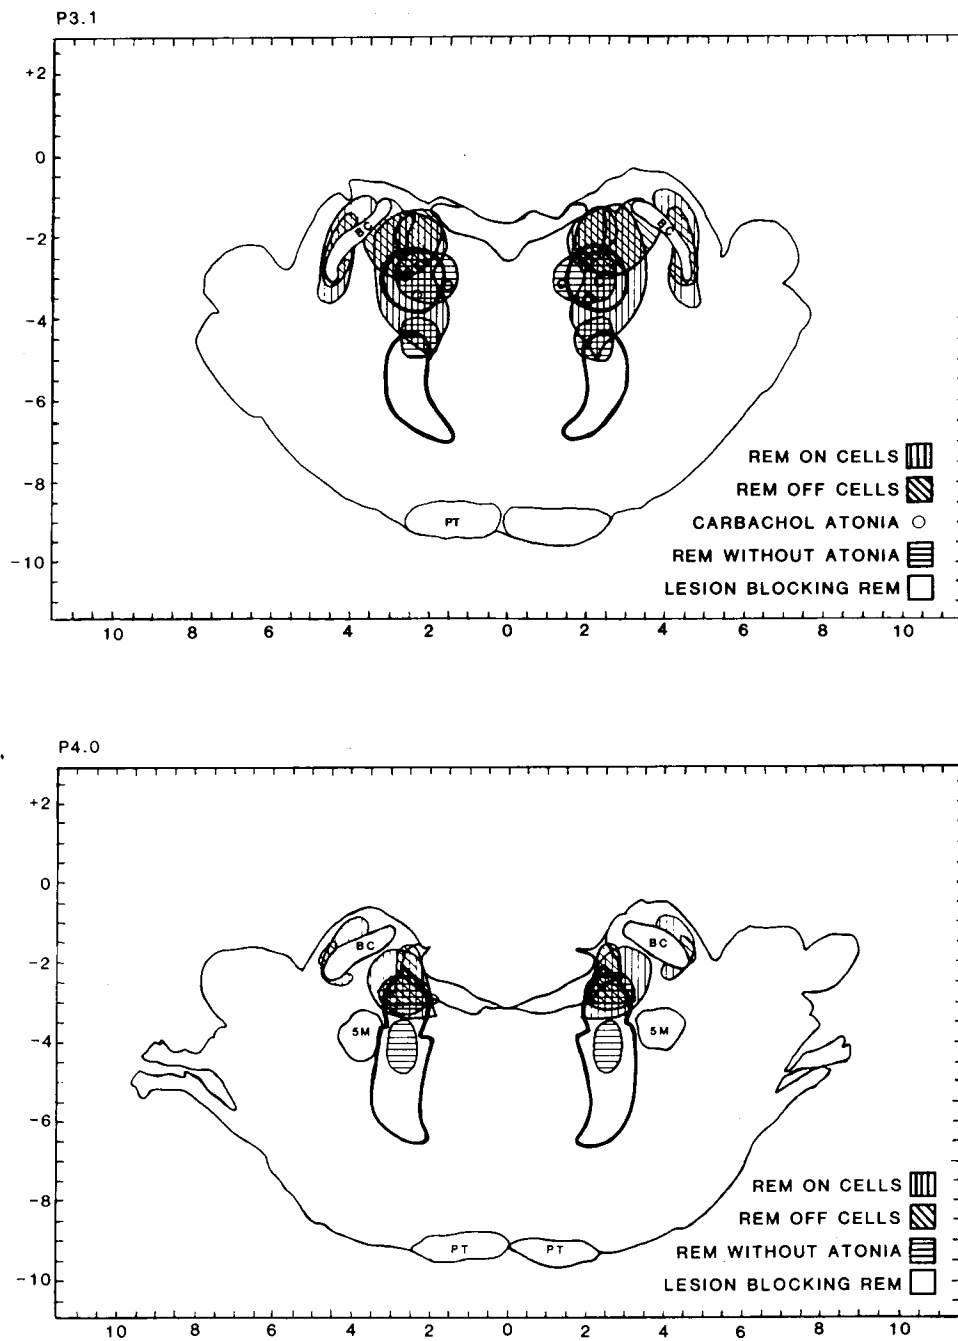 P3.1
+2
0
-2
-4
-6
-8
-10
BC
BC
PT
REM ON CELLS
REM OFF CELLS
CARBACHOL ATONIA
REM WITHOUT ATONIA
LESION BLOCKING REM
10 8 6 4 2 0 2 4 6 8 10
P4.0
+2
0
-2
-4
-6
-8
-10
BC BC
5M 5M
PT PT
REM ON CELLS
REM OFF CELLS
REM WITHOUT ATONIA
LESION BLOCKING REM
10 8 6 4 2 0 2 4 6 8 10